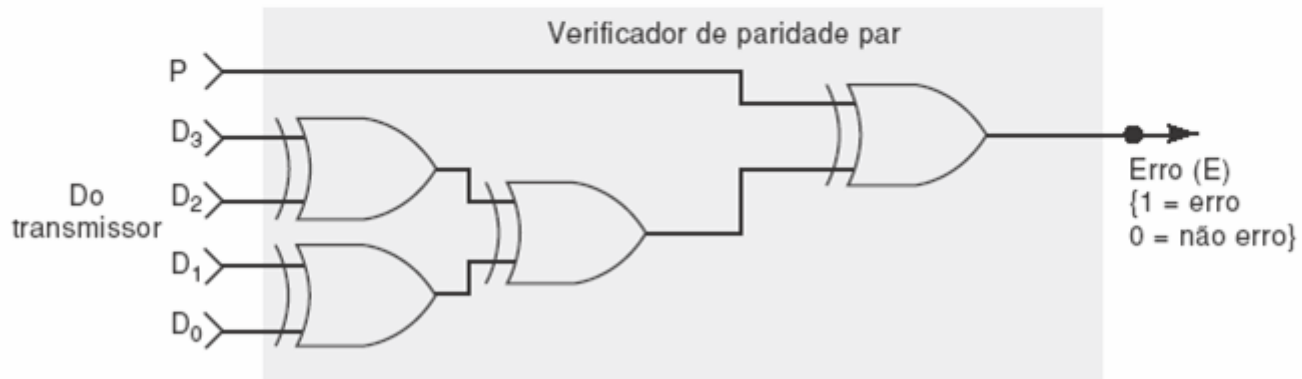 Verificador de paridade par
P
D3
D2
Do
transmissor
D1
D0
Erro (E)
{1 = erro
0 = não erro}